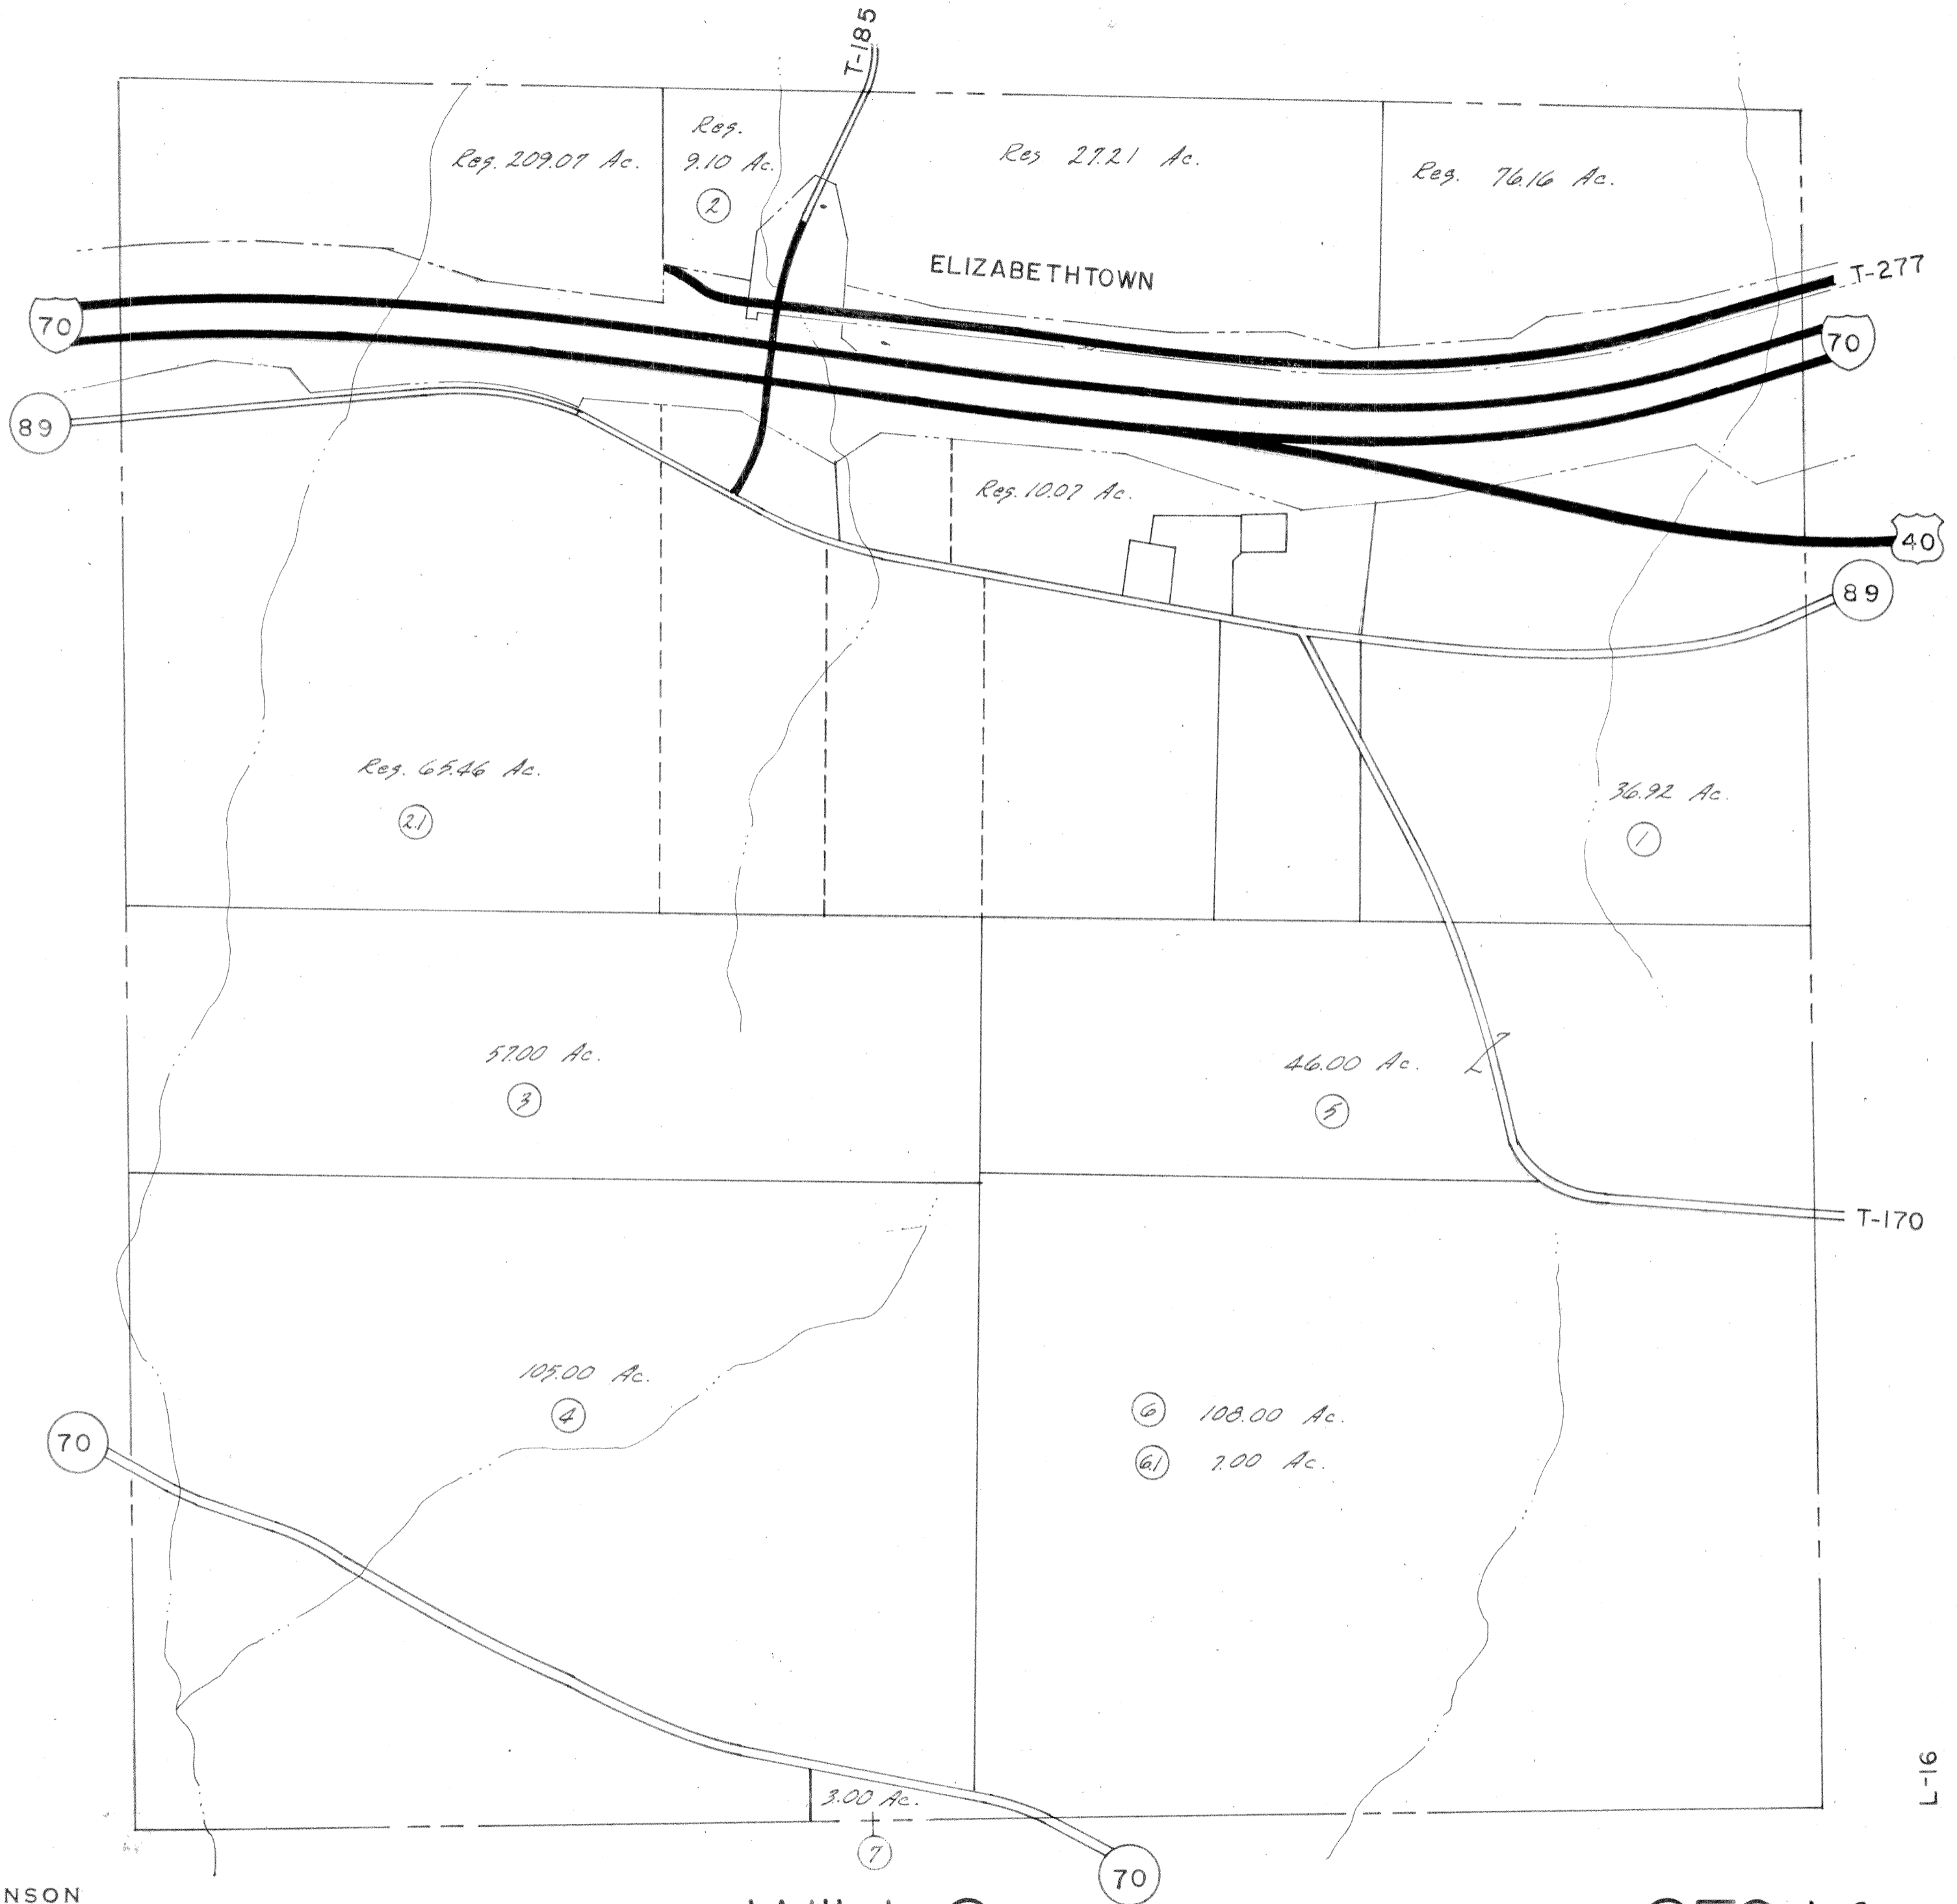 T-185
Res. 209.07 Ac.
Res.
9.10 Ac.
2
Res 27.21 Ac.
Res. 76.16 Ac.
ELIZABETHTOWN
T-277
70
70
89
Res. 10.07 Ac.
40
89
Res. 65.46 Ac.
2.1
36.92 Ac.
1
57.00 Ac.
3
46.00 Ac.
5
T-170
105.00 Ac.
4
6 108.00 Ac.
6.1 7.00 Ac.
70
L-16
3.00 Ac.
7
70
NSON